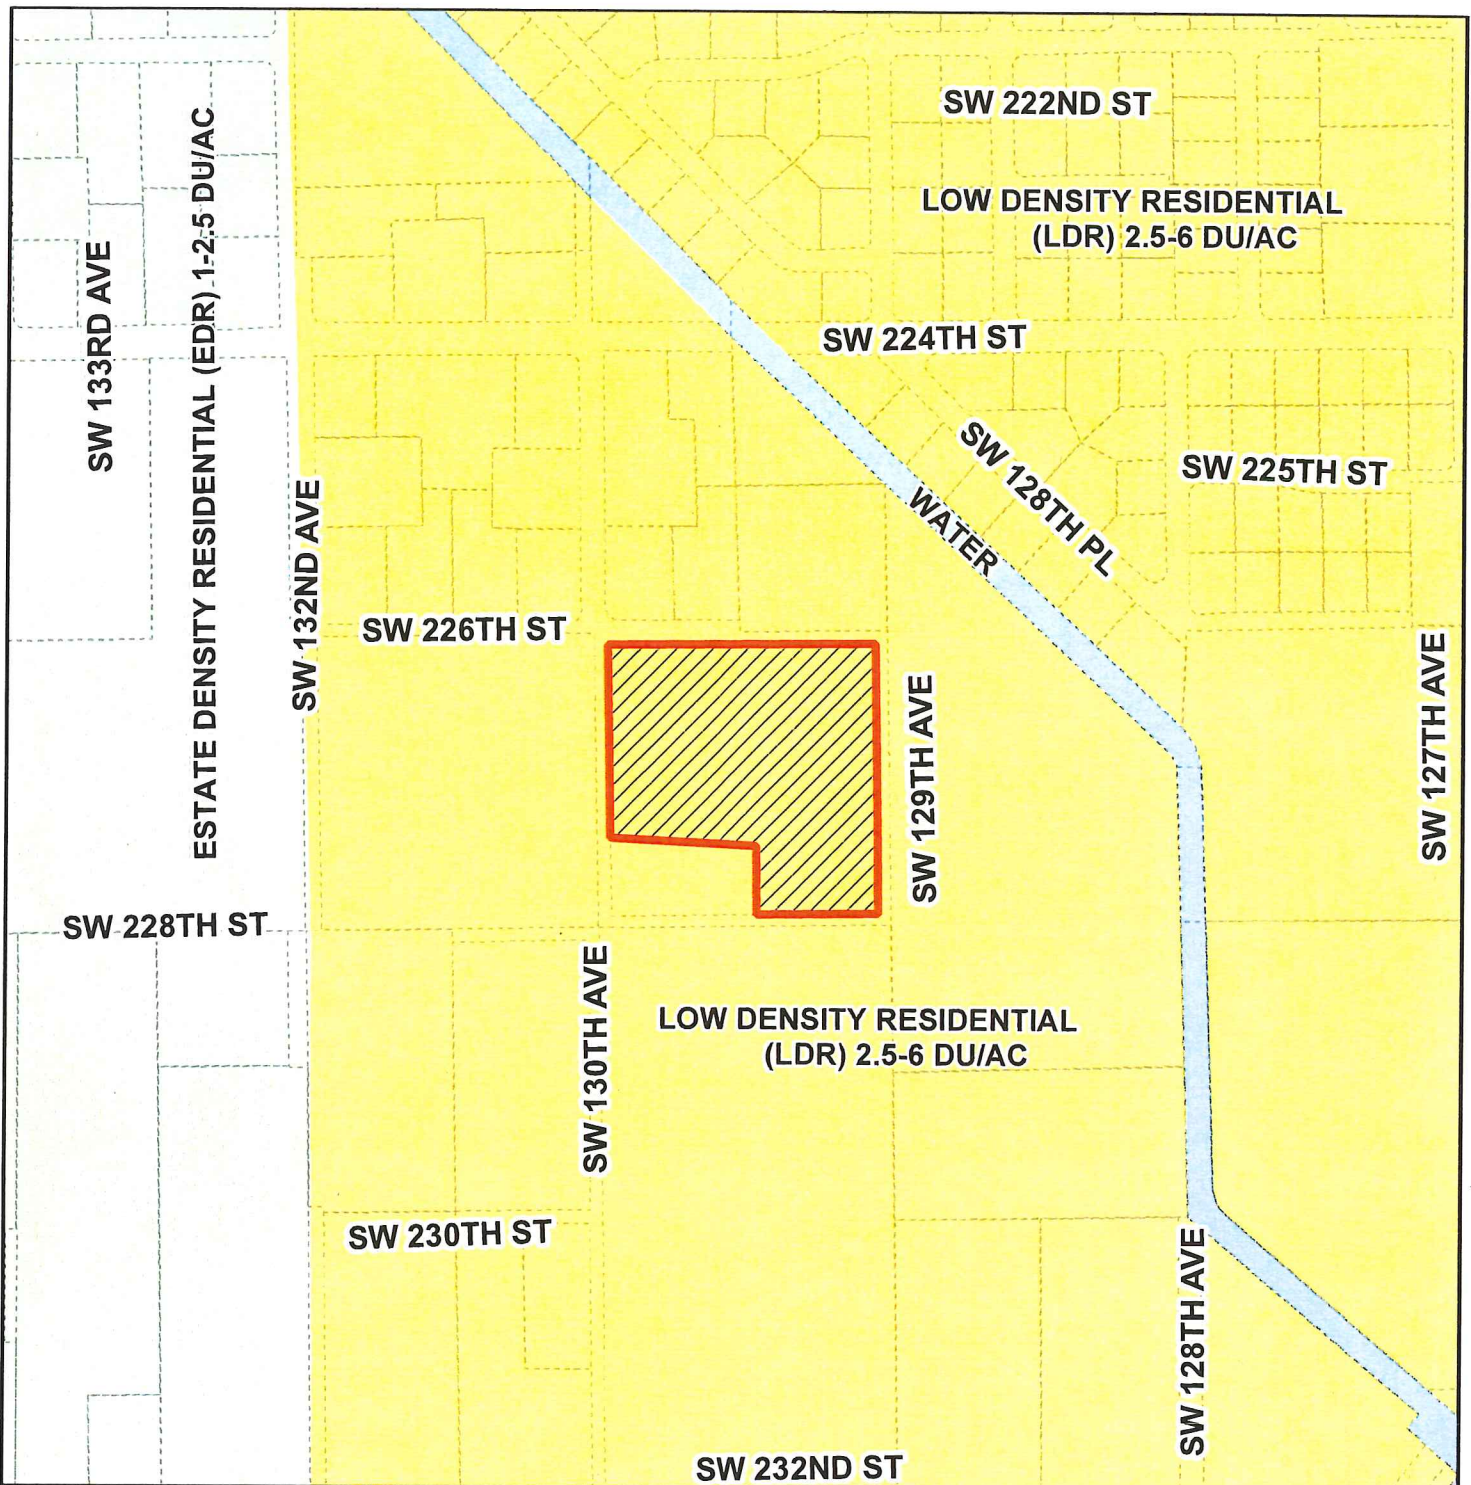 SW 222ND ST
LOW DENSITY RESIDENTIAL
(LDR) 2.5-6 DU/AC
ESTATE DENSITY RESIDENTIAL (EDR) 1-2.5 DU/AC
SW 133RD AVE
SW 224TH ST
SW 128TH PL
SW 225TH ST
WATER
SW 132ND AVE
SW 226TH ST
SW 129TH AVE
SW 127TH AVE
SW 228TH ST
SW 130TH AVE
LOW DENSITY RESIDENTIAL
(LDR) 2.5-6 DU/AC
SW 230TH ST
SW 128TH AVE
SW 232ND ST